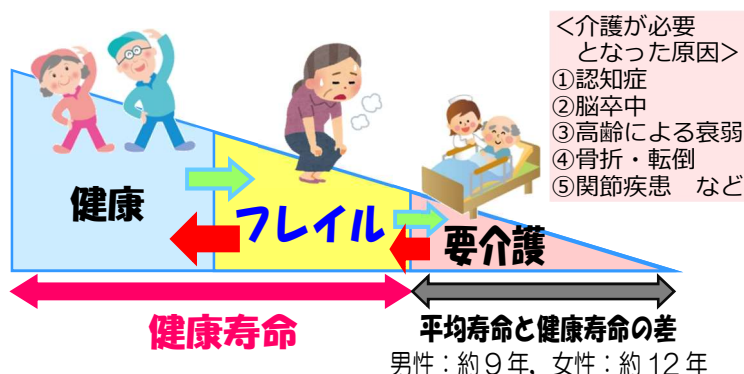 <介護が必要
となった原因>
①認知症
②脳卒中
③高齢による衰弱
④骨折・転倒
⑤関節疾患　など
健康
フレイル
要介護
健康寿命
平均寿命と健康寿命の差
男性：約９年，女性：約12年